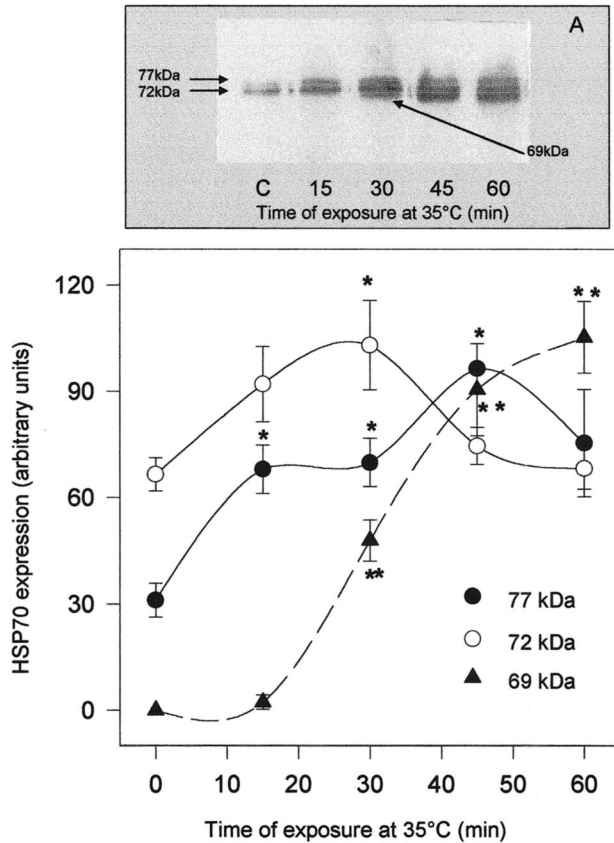 A
77kDa
72kDa
69kDa
C 15 30 45 60
Time of exposure at 35°C (min)
HSP70 expression (arbitrary units)
120
90
60
30
0
*
* *
*
* *
* *
**
77 kDa
72 kDa
69 kDa
0 10 20 30 40 50 60
Time of exposure at 35°C (min)